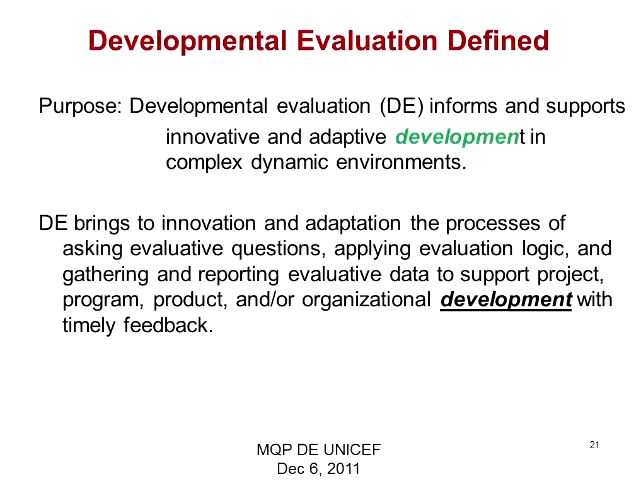 Developmental Evaluation Defined
Purpose: Developmental evaluation (DE) informs and supports
innovative and adaptive development in
complex dynamic environments.
DE brings to innovation and adaptation the processes of
asking evaluative questions, applying evaluation logic, and
gathering and reporting evaluative data to support project,
program, product, and/or organizational development with
timely feedback.
MQP DE UNICEF
Dec 6, 2011
21